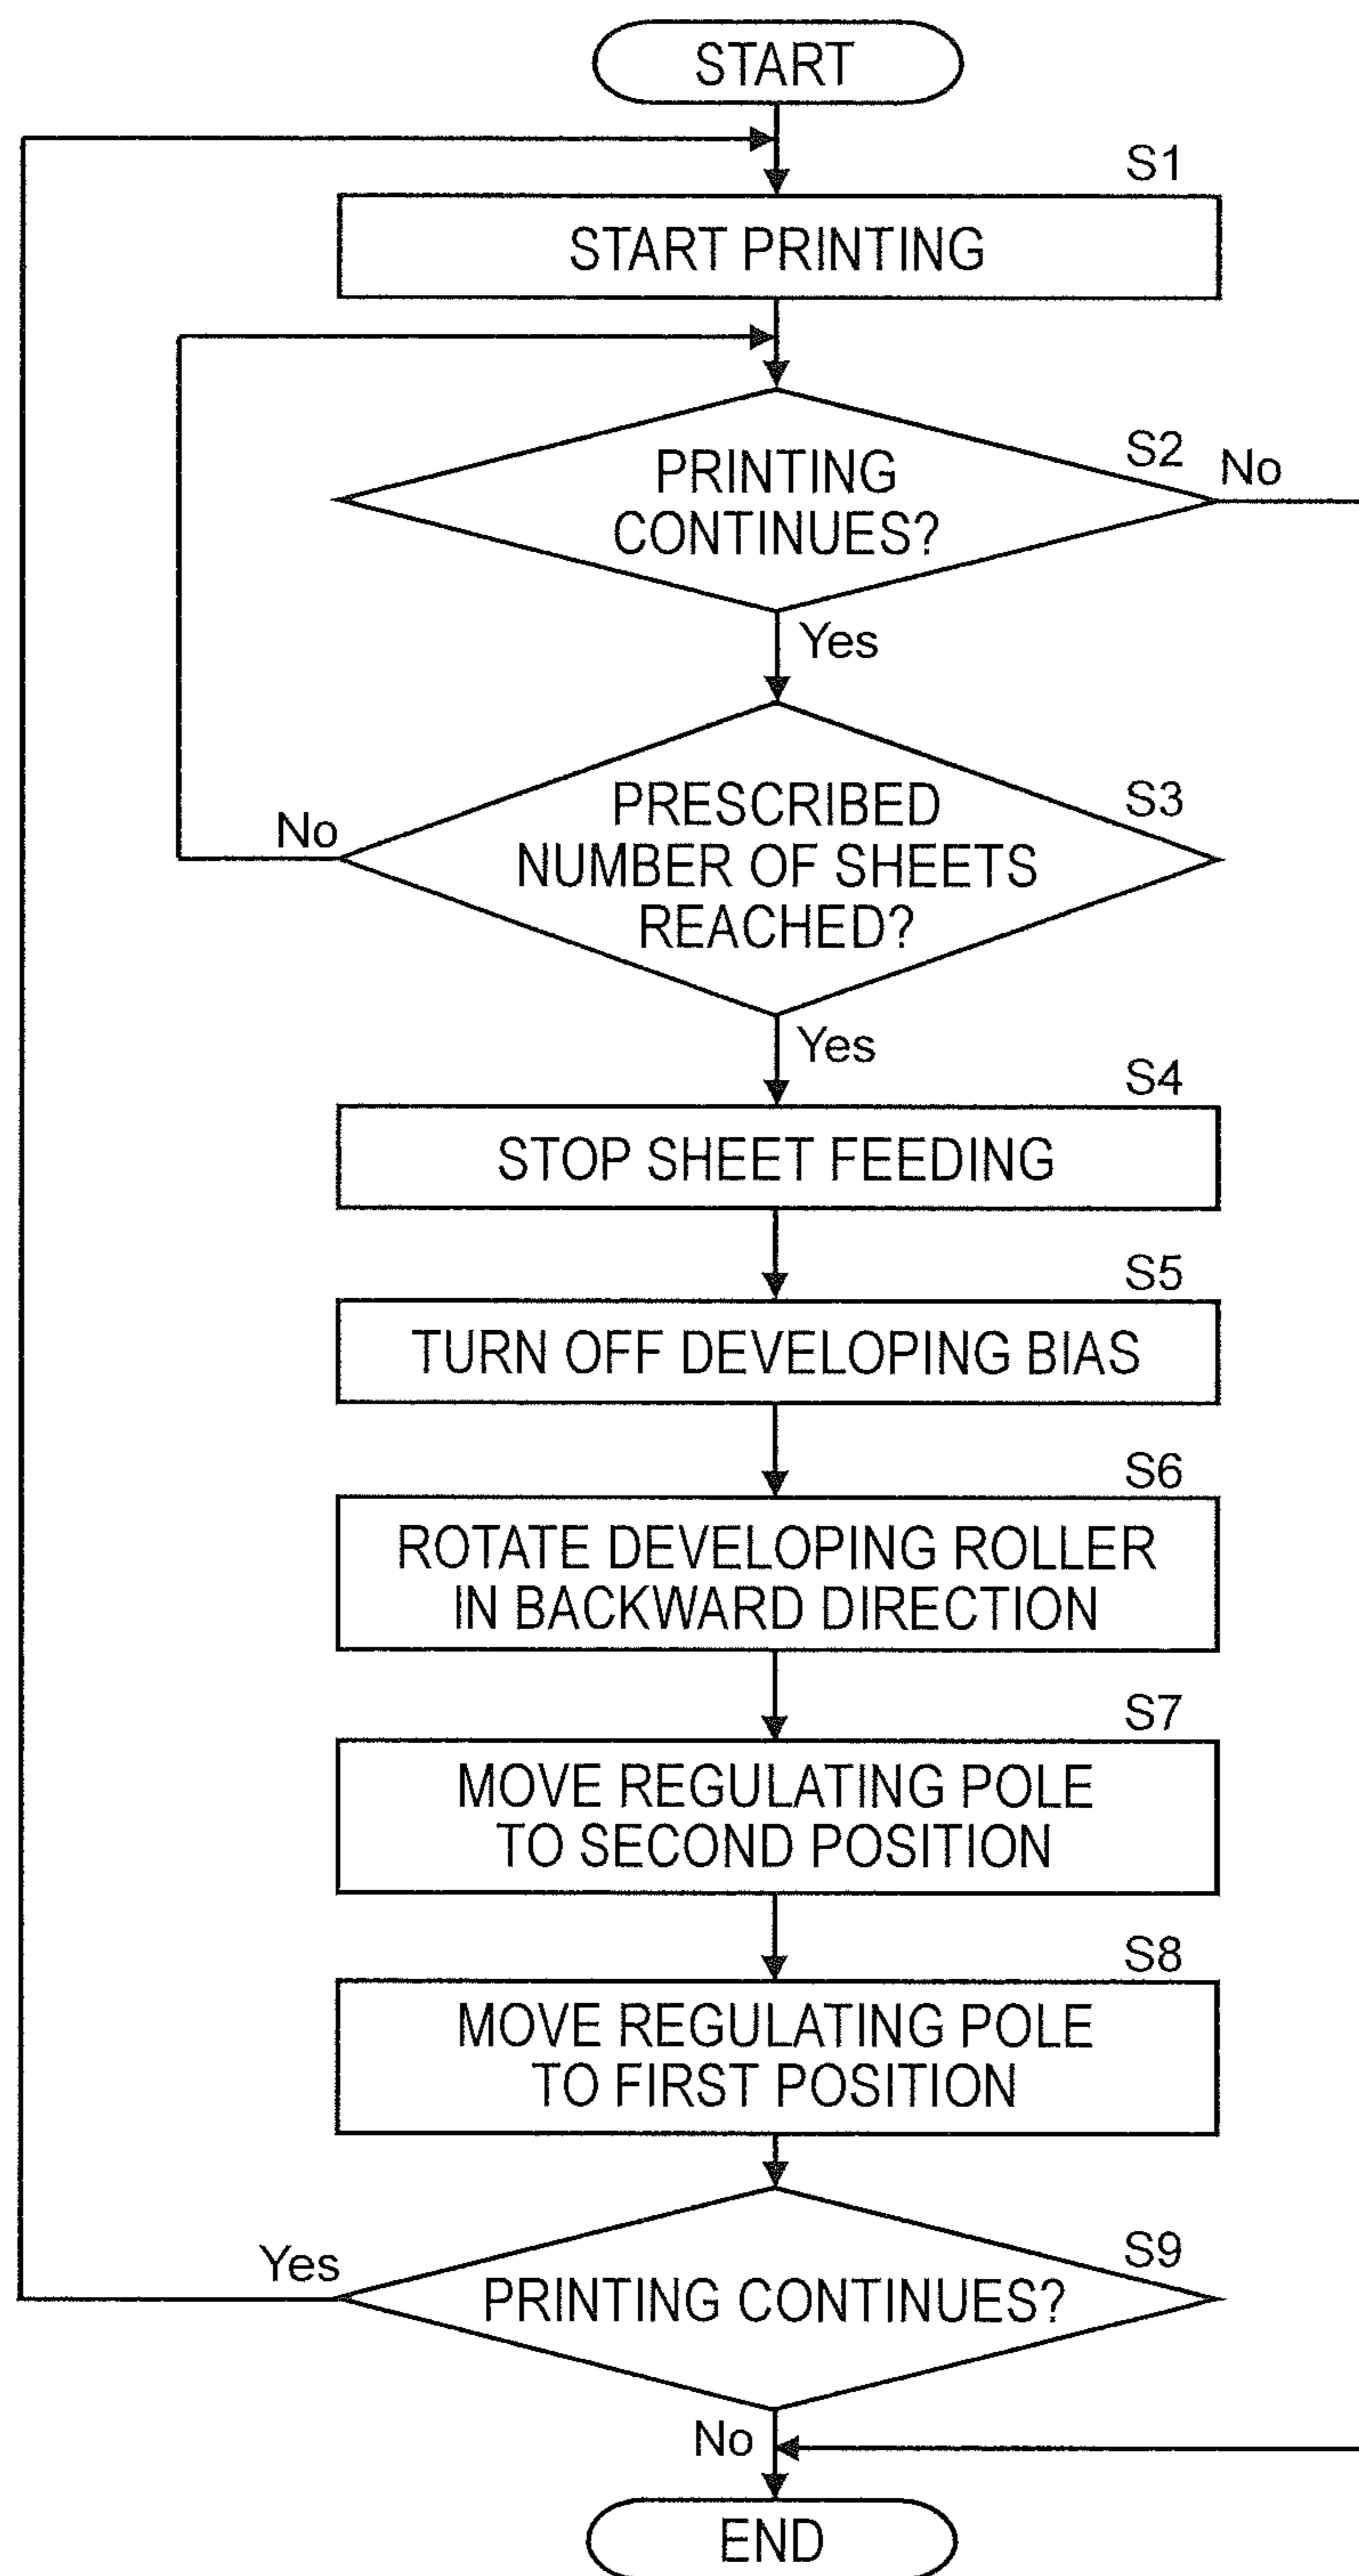 START
S1
START PRINTING
S2
No
PRINTING
CONTINUES?
Yes
S3
PRESCRIBED
NUMBER OF SHEETS
REACHED?
No
Yes
S4
STOP SHEET FEEDING
S5
TURN OFF DEVELOPING BIAS
S6
ROTATE DEVELOPING ROLLER
IN BACKWARD DIRECTION
S7
MOVE REGULATING POLE
TO SECOND POSITION
S8
MOVE REGULATING POLE
TO FIRST POSITION
S9
Yes
PRINTING CONTINUES?
No
END